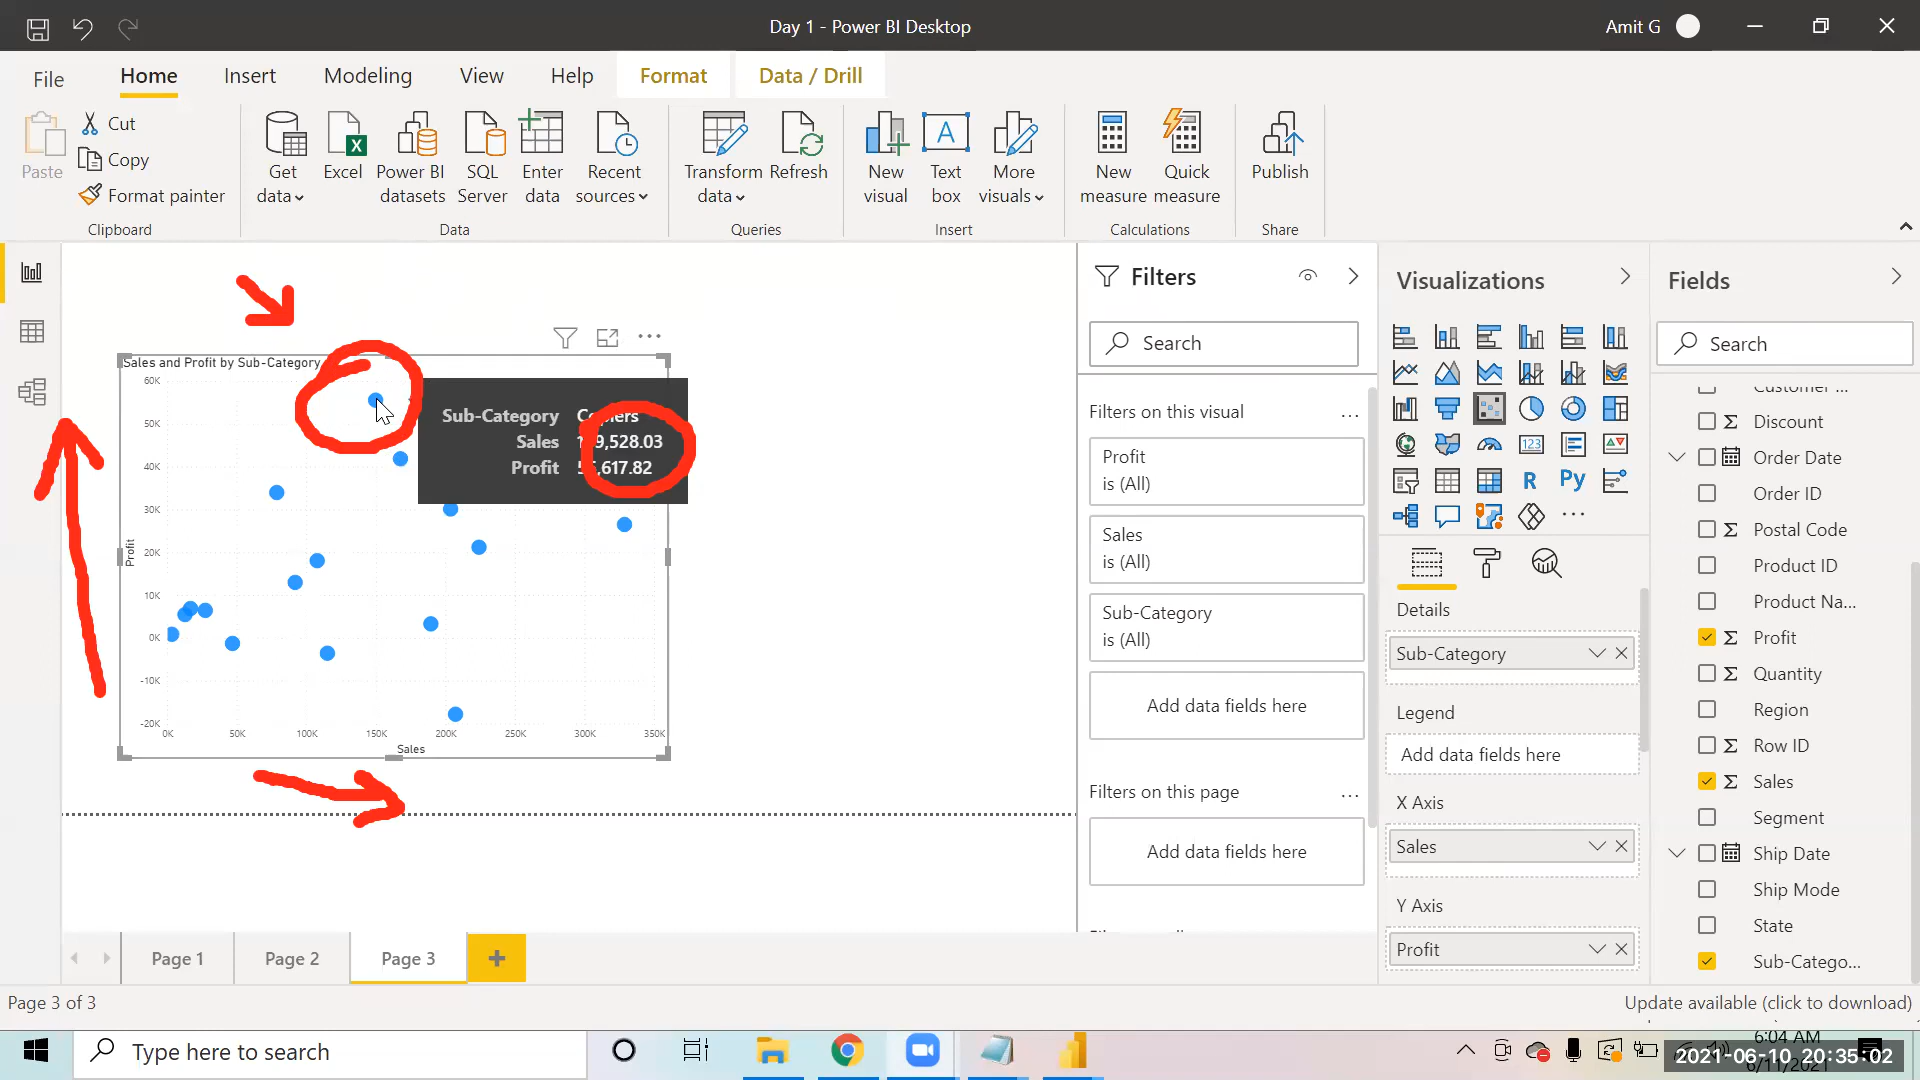 Day 1 - Power BI Desktop
Amit G
File
Home
Insert
Modeling
View
Help
Format
Data / Drill
Paste
Cut
Copy
Format painter
Get data
Excel
Power BI datasets
SQL Server
Enter data
Recent sources
Transform data
Refresh
New visual
Text box
More visuals
New measure
Quick measure
Publish
Clipboard
Data
Queries
Insert
Calculations
Share
Sales and Profit by Sub-Category
60K
50K
40K
30K
20K
10K
0K
-10K
-20K
Profit
0K
50K
100K
150K
200K
250K
300K
350K
Sales
Sub-Category
Sales
Profit
Filters
Search
Filters on this visual
Profit
is (All)
Sales
is (All)
Sub-Category
is (All)
Add data fields here
Filters on this page
Add data fields here
Visualizations
R
Py
123
Details
Sub-Category
Legend
Add data fields here
X Axis
Sales
Y Axis
Profit
Fields
Search
Customer ...
Discount
Order Date
Order ID
Postal Code
Product ID
Product Na...
Profit
Quantity
Region
Row ID
Sales
Segment
Ship Date
Ship Mode
State
Sub-Catego...
Page 1
Page 2
Page 3
Page 3 of 3
Update available (click to download)
Type here to search
6:04 AM
2021-06-10 20:35:02